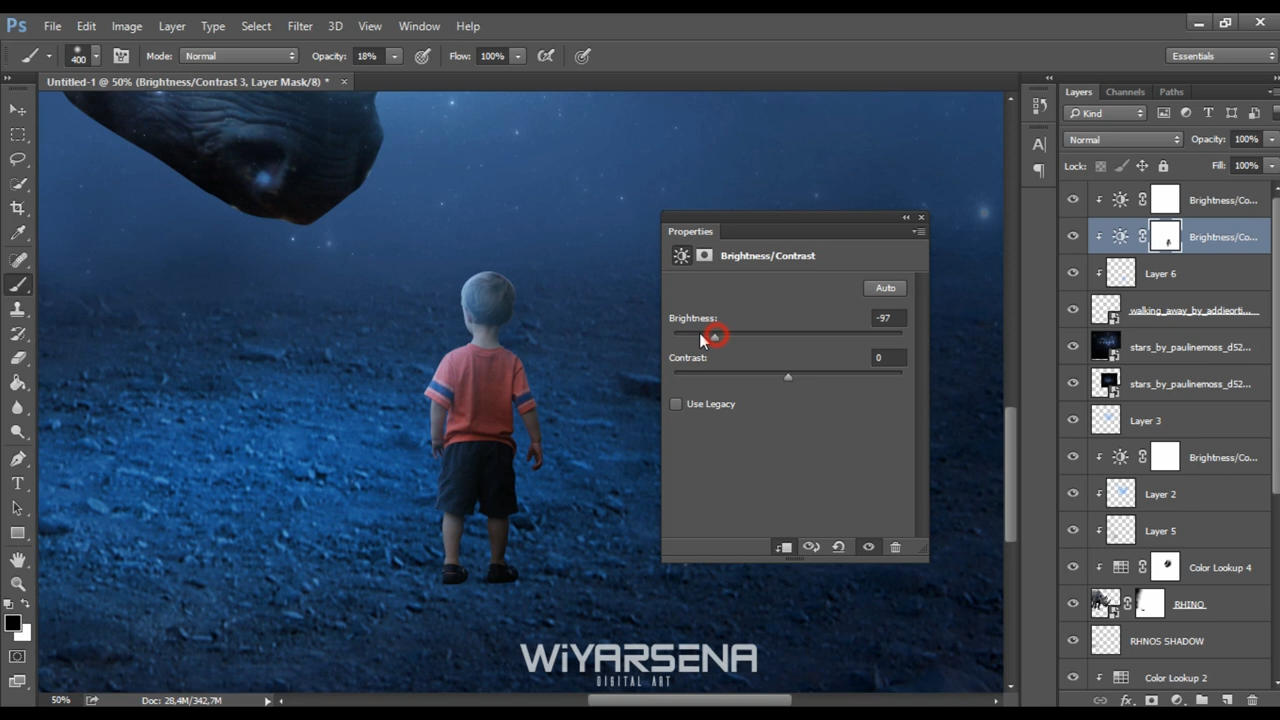 Ps File Edit Image Layer Type Select Filter 3D View Window Help
400 Mode: Normal Opacity: 18% Flow: 100% Essentials
Untitled-1 @ 50% (Brightness/Contrast 3, Layer Mask/8) * ×
Layers Channels Paths
Kind
Normal Opacity: 100%
Lock: Fill: 100%
Brightness/Co...
Brightness/Co...
Layer 6
walking_away_by_addieorti...
stars_by_paulinemoss_d52...
stars_by_paulinemoss_d52...
Layer 3
Brightness/Co...
Layer 2
Layer 5
Color Lookup 4
RHINO
RHNOS SHADOW
Color Lookup 2
Properties
Brightness/Contrast
Auto
Brightness: -97
Contrast: 0
Use Legacy
WiYARSENA
DIGITAL ART
50% Doc: 28,4M/342,7M